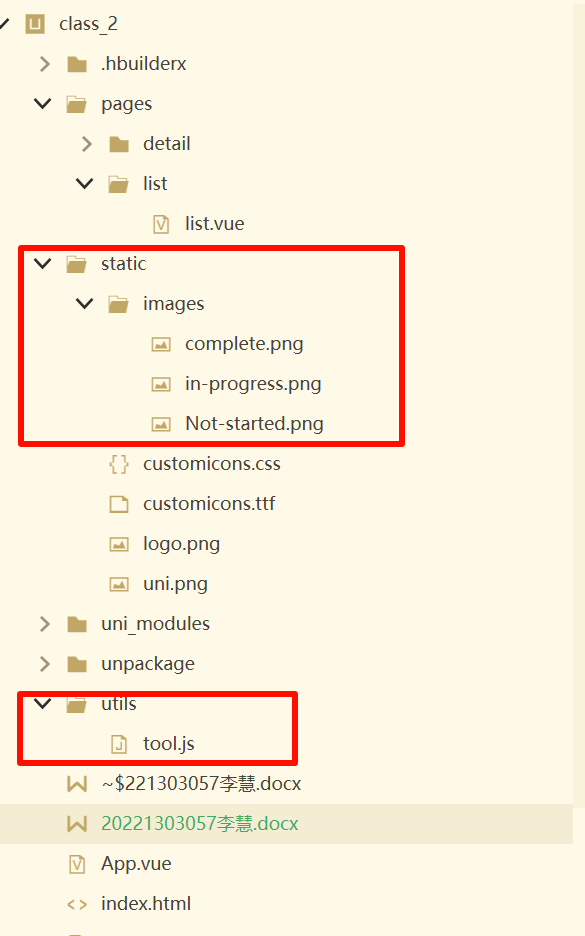 class_2
.hbuilderx
pages
detail
list
list.vue
static
images
complete.png
in-progress.png
Not-started.png
customicons.css
customicons.ttf
logo.png
uni.png
uni_modules
unpackage
utils
tool.js
~$221303057李慧.docx
20221303057李慧.docx
App.vue
index.html